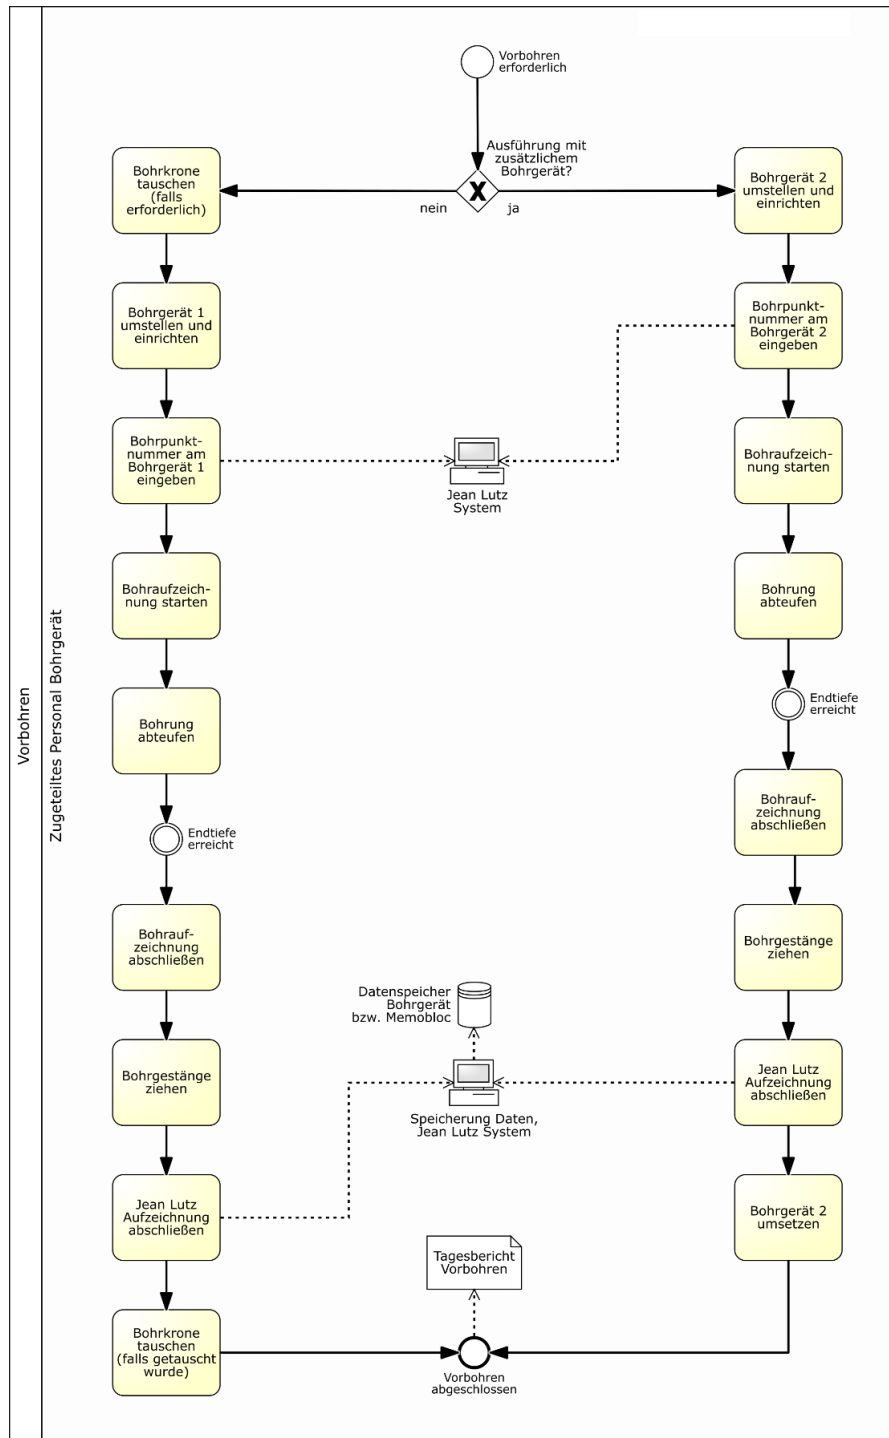 Vorbohren
Zugeteiltes Personal Bohrgerät
Vorbohren
erforderlich
Ausführung mit
zusätzlichem
Bohrgerät?
nein
ja
Bohrkrone
tauschen
(falls
erforderlich)
Bohrgerät 1
umstellen und
einrichten
Bohrpunkt-
nummer am
Bohrgerät 1
eingeben
Bohraufzeich-
nung starten
Bohrung
abteufen
Endtiefe
erreicht
Bohrauf-
zeichnung
abschließen
Bohrgestänge
ziehen
Jean Lutz
Aufzeichnung
abschließen
Bohrkrone
tauschen
(falls getauscht
wurde)
Jean Lutz
System
Datenspeicher
Bohrgerät
bzw. Memobloc
Speicherung Daten,
Jean Lutz System
Tagesbericht
Vorbohren
Vorbohren
abgeschlossen
Bohrgerät 2
umstellen und
einrichten
Bohrpunkt-
nummer am
Bohrgerät 2
eingeben
Bohraufzeich-
nung starten
Bohrung
abteufen
Endtiefe
erreicht
Bohrauf-
zeichnung
abschließen
Bohrgestänge
ziehen
Jean Lutz
Aufzeichnung
abschließen
Bohrgerät 2
umsetzen